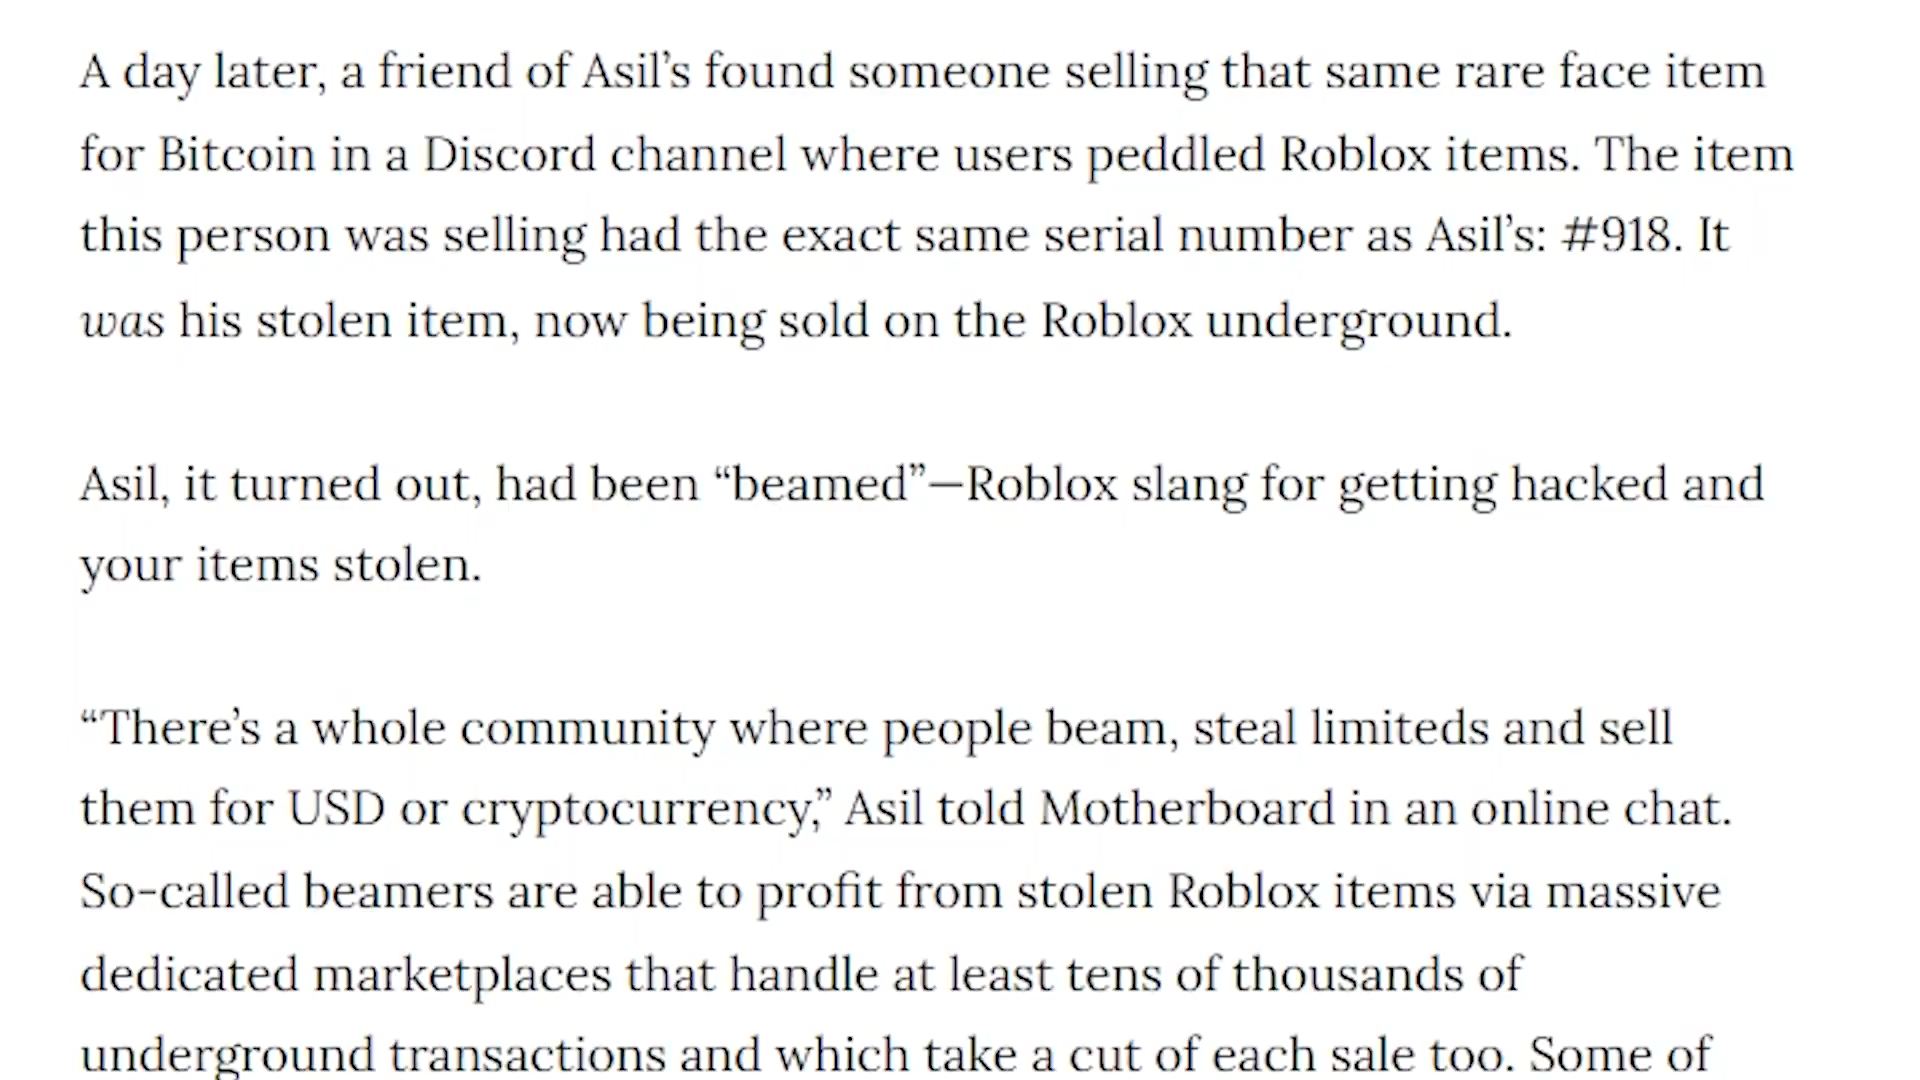 A day later, a friend of Asil’s found someone selling that same rare face item
for Bitcoin in a Discord channel where users peddled Roblox items. The item
this person was selling had the exact same serial number as Asil’s: #918. It
was his stolen item, now being sold on the Roblox underground.
Asil, it turned out, had been “beamed”—Roblox slang for getting hacked and
your items stolen.
“There’s a whole community where people beam, steal limiteds and sell
them for USD or cryptocurrency,” Asil told Motherboard in an online chat.
So-called beamers are able to profit from stolen Roblox items via massive
dedicated marketplaces that handle at least tens of thousands of
underground transactions and which take a cut of each sale too. Some of